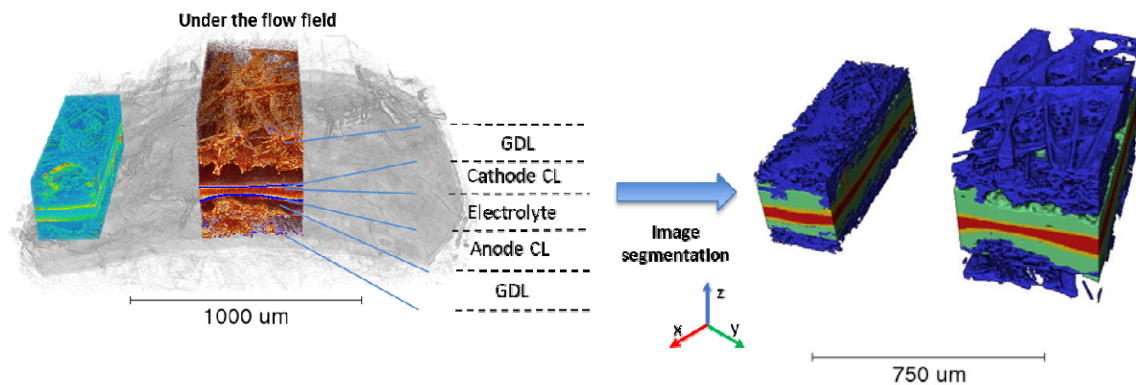 Under the flow field
GDL
Cathode CL
Electrolyte
Anode CL
GDL
1000 um
Image
segmentation
z
x
y
750 um